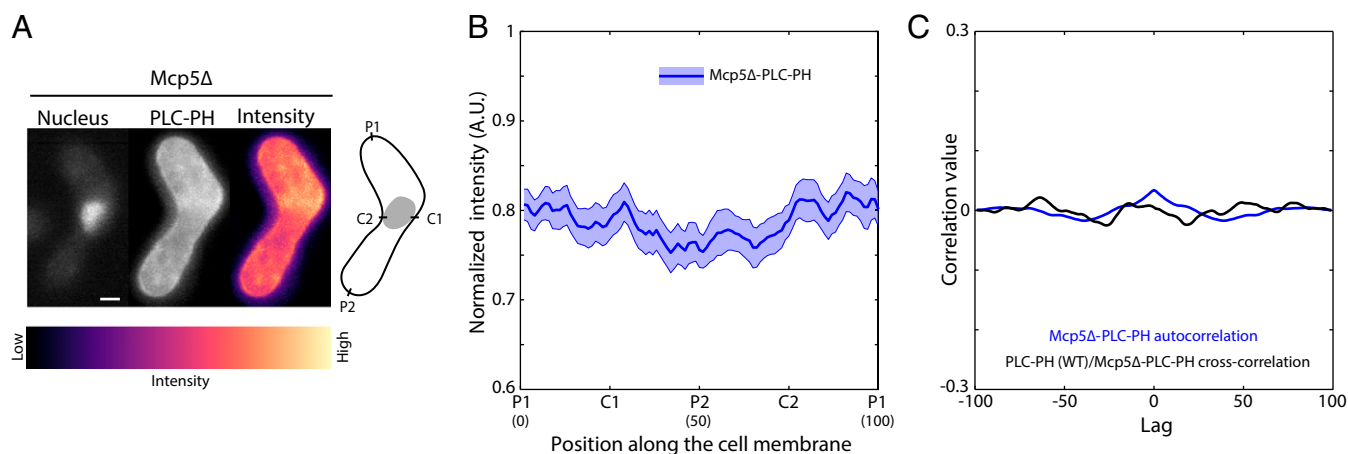 A
Mcp5Δ
Nucleus
PLC-PH
Intensity
P1
C2
C1
P2
Low
High
Intensity
B
Normalized intensity (A.U.)
1
0.9
0.8
0.7
0.6
Mcp5Δ-PLC-PH
P1
C1
P2
C2
P1
(0)
(50)
(100)
Position along the cell membrane
C
Correlation value
0.3
0
-0.3
Mcp5Δ-PLC-PH autocorrelation
PLC-PH (WT)/Mcp5Δ-PLC-PH cross-correlation
-100
-50
0
50
100
Lag